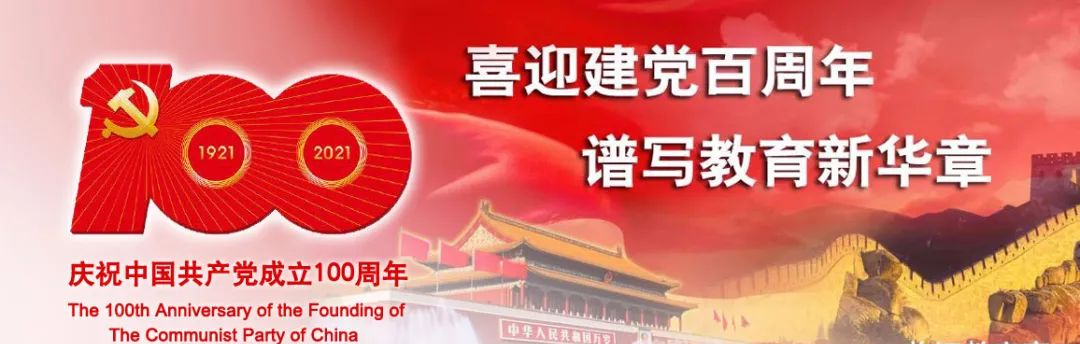 喜迎建党百周年
谱写教育新华章
100
1921
2021
庆祝中国共产党成立100周年
The 100th Anniversary of the Founding of
The Communist Party of China
中华人民共和国万岁